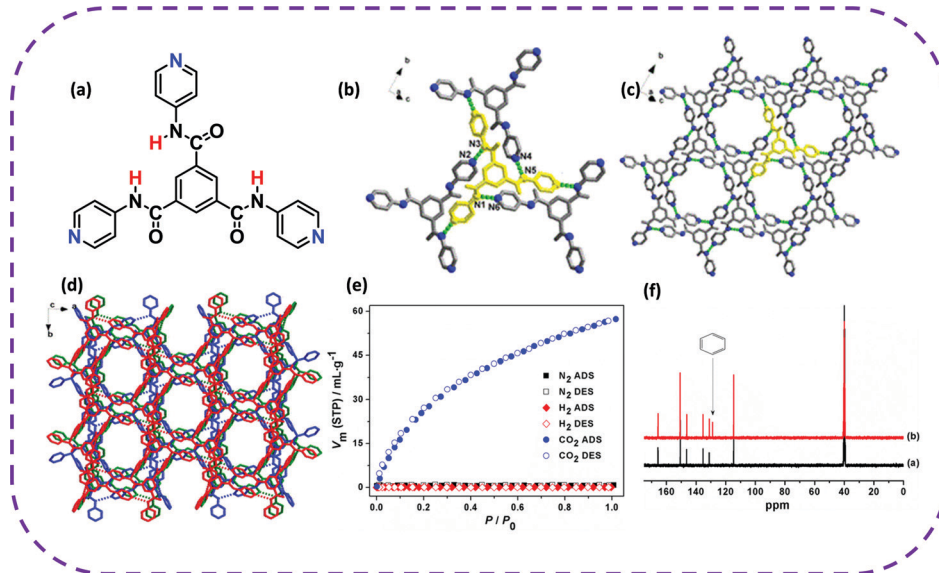 (a)
N
N
H
C
O
H
N
C
O
C
O
H
N
N
N
(b)
b
a
c
N3
N2
N4
N5
N1
N6
(c)
b
a
c
(d)
c
a
b
(e)
60
45
30
15
0
Vm (STP) / mL·g-1
N2 ADS
N2 DES
H2 ADS
H2 DES
CO2 ADS
CO2 DES
0.0 0.2 0.4 0.6 0.8 1.0
P / P0
(f)
(b)
(a)
160 140 120 100 80 60 40 20 0
ppm